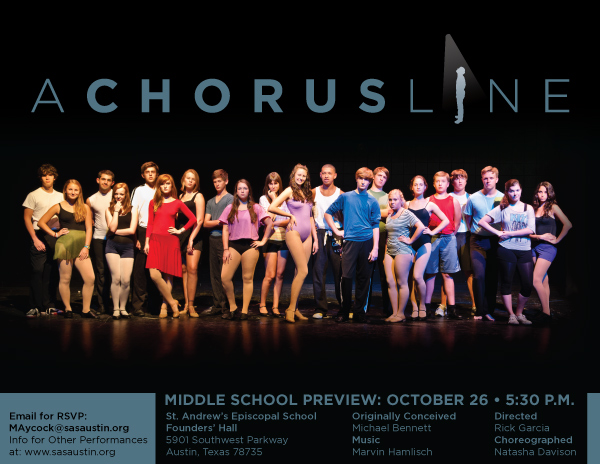 A CHORUS LINE
MIDDLE SCHOOL PREVIEW: OCTOBER 26 • 5:30 P.M.
Email for RSVP:
MAycock@sasaustin.org
Info for Other Performances
at: www.sasaustin.org
St. Andrew's Episcopal School
Founders' Hall
5901 Southwest Parkway
Austin, Texas 78735
Originally Conceived
Michael Bennett
Music
Marvin Hamlisch
Directed
Rick Garcia
Choreographed
Natasha Davison